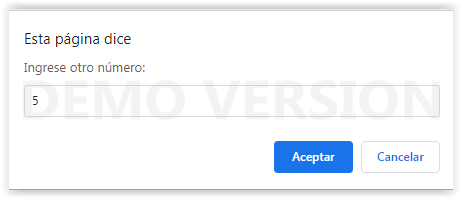 Esta página dice
Ingrese otro número:
DEMO VERSION
5
Aceptar Cancelar